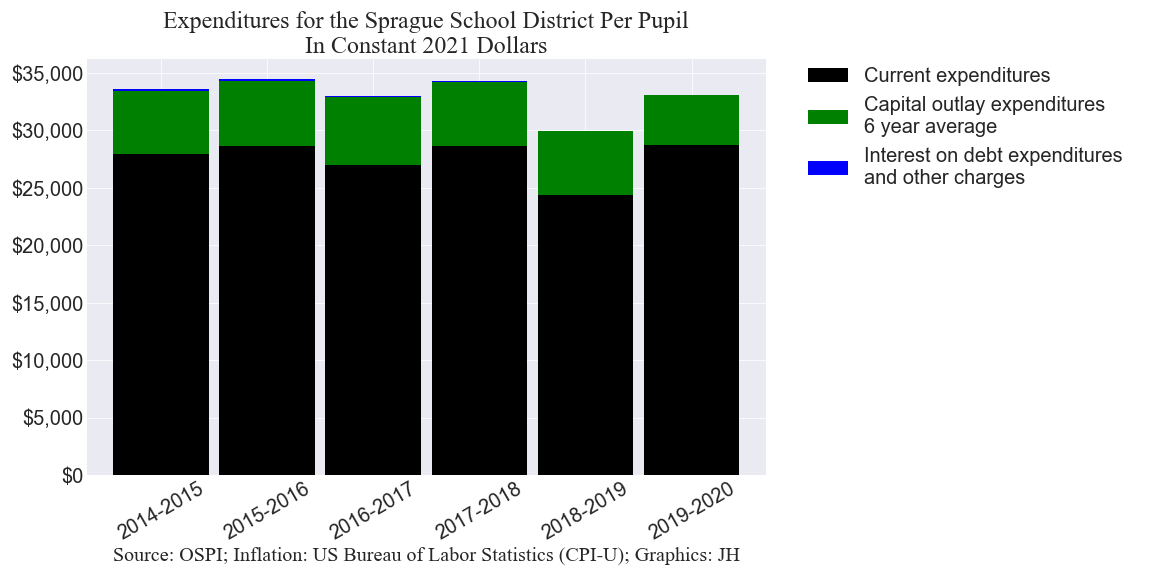 Expenditures for the Sprague School District Per Pupil
In Constant 2021 Dollars
$35,000
$30,000
$25,000
$20,000
$15,000
$10,000
$5,000
$0
2014-2015
2015-2016
2016-2017
2017-2018
2018-2019
2019-2020
Current expenditures
Capital outlay expenditures
6 year average
Interest on debt expenditures
and other charges
Source: OSPI; Inflation: US Bureau of Labor Statistics (CPI-U); Graphics: JH